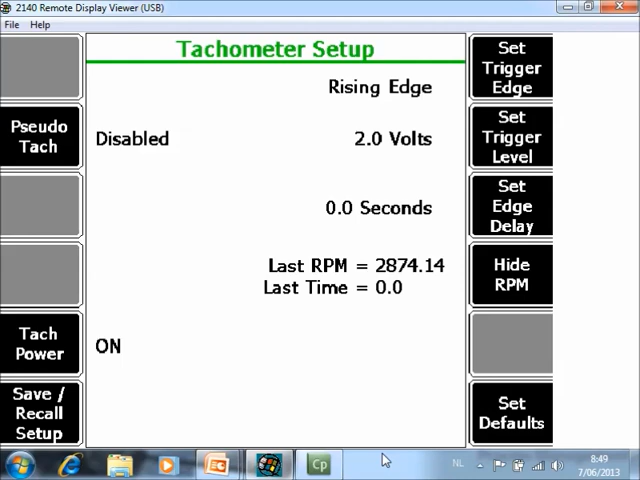 2140 Remote Display Viewer (USB)
File Help
Tachometer Setup
Pseudo
Tach
Tach
Power
Save /
Recall
Setup
Rising Edge
Disabled 2.0 Volts
0.0 Seconds
Last RPM = 2874.14
Last Time = 0.0
ON
Set
Trigger
Edge
Set
Trigger
Level
Set
Edge
Delay
Hide
RPM
Set
Defaults
Cp
NL
8:49
7/06/2013